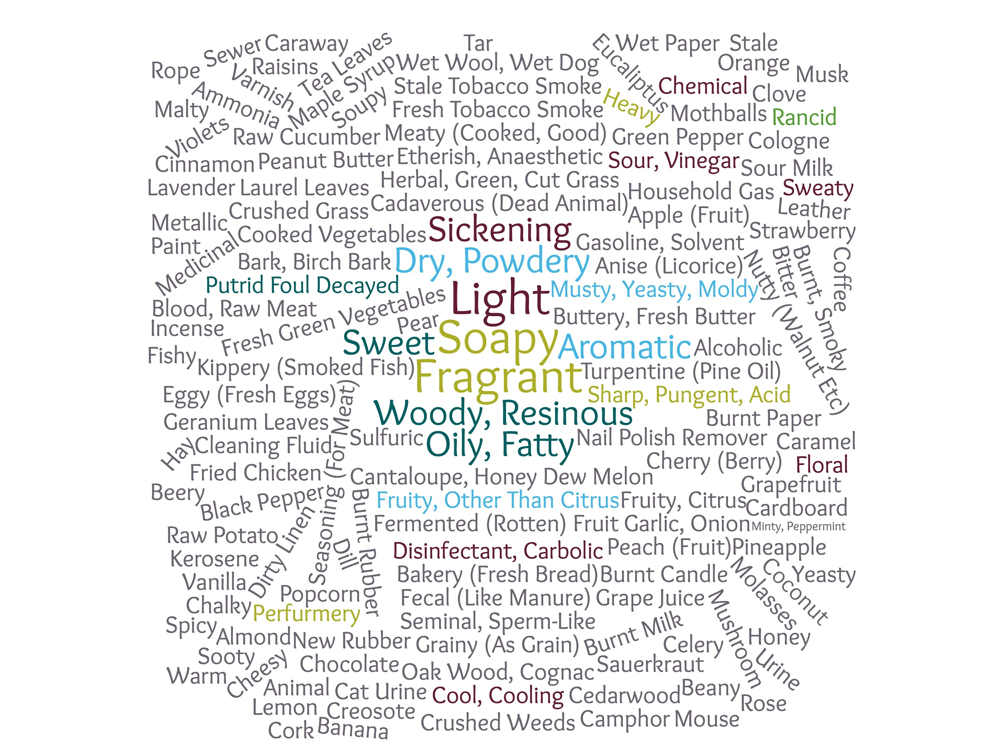 Sewer
Caraway
Tar
Eucaliptus
Wet Paper
Stale
Rope
Varnish
Raisins
Tea Leaves
Maple Syrup
Wet Wool, Wet Dog
Orange
Musk
Ammonia
Soupy
Stale Tobacco Smoke
Heavy
Chemical
Clove
Malty
Fresh Tobacco Smoke
Mothballs
Rancid
Violets
Raw Cucumber
Meaty (Cooked, Good)
Green Pepper
Cologne
Cinnamon
Peanut Butter
Etherish, Anaesthetic
Sour, Vinegar
Sour Milk
Lavender
Laurel Leaves
Herbal, Green, Cut Grass
Household Gas
Sweaty
Crushed Grass
Cadaverous (Dead Animal)
Apple (Fruit)
Leather
Metallic
Cooked Vegetables
Sickening
Gasoline, Solvent
Strawberry
Paint
Medicinal
Bark, Birch Bark
Dry, Powdery
Anise (Licorice)
Nutty (Walnut Etc)
Bitter
Burnt, Smoky
Coffee
Putrid Foul Decayed
Light
Musty, Yeasty, Moldy
Blood, Raw Meat
Fresh Green Vegetables
Pear
Buttery, Fresh Butter
Incense
Sweet
Soapy
Aromatic
Alcoholic
Fishy
Kippery (Smoked Fish)
Fragrant
Turpentine (Pine Oil)
Eggy (Fresh Eggs)
Seasoning (For Meat)
Sharp, Pungent, Acid
Geranium Leaves
Woody, Resinous
Burnt Paper
Hay
Cleaning Fluid
Sulfuric
Oily, Fatty
Nail Polish Remover
Caramel
Fried Chicken
Cantaloupe, Honey Dew Melon
Cherry (Berry)
Floral
Beery
Black Pepper
Burnt Rubber
Fruity, Other Than Citrus
Fruity, Citrus
Grapefruit
Cardboard
Raw Potato
Dirty Linen
Dill
Fermented (Rotten) Fruit
Garlic, Onion
Minty, Peppermint
Kerosene
Disinfectant, Carbolic
Peach (Fruit)
Pineapple
Vanilla
Bakery (Fresh Bread)
Burnt Candle
Molasses
Coconut
Yeasty
Chalky
Popcorn
Perfurmery
Fecal (Like Manure)
Grape Juice
Mushroom
Spicy
Almond
New Rubber
Seminal, Sperm-Like
Grainy (As Grain)
Burnt Milk
Celery
Honey
Sooty
Cheesy
Chocolate
Oak Wood, Cognac
Sauerkraut
Urine
Warm
Animal
Cat Urine
Cool, Cooling
Cedarwood
Beany
Rose
Lemon
Creosote
Crushed Weeds
Camphor
Mouse
Cork
Banana